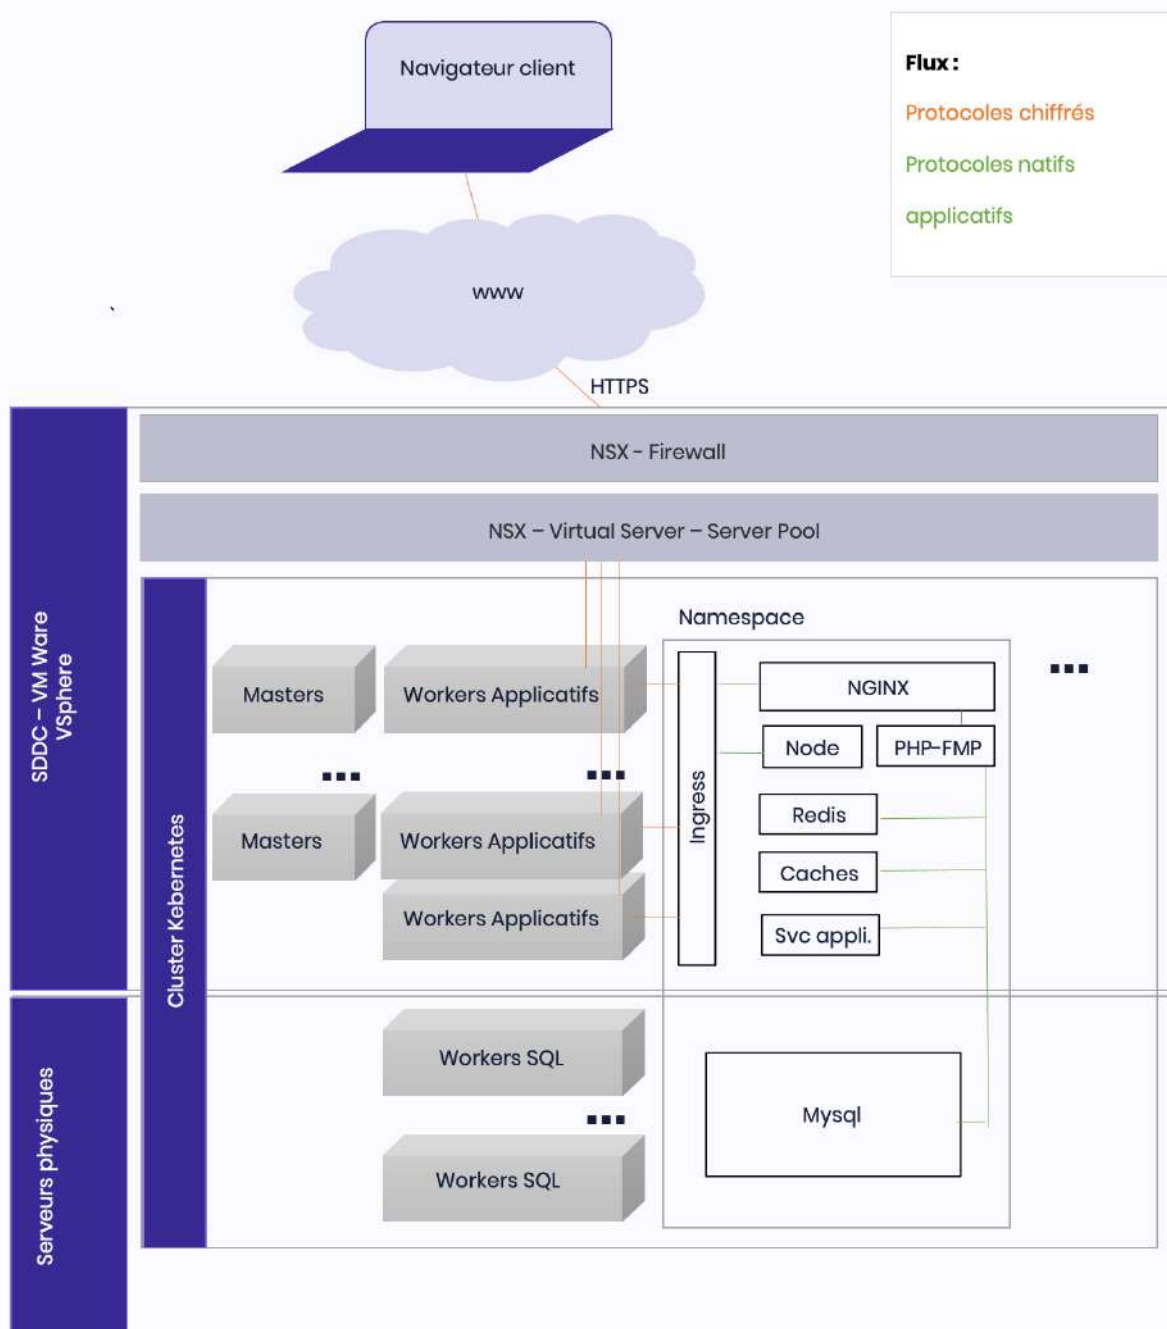 Navigateur client
Flux :
Protocoles chiffrés
Protocoles natifs
applicatifs
www
HTTPS
NSX - Firewall
NSX – Virtual Server – Server Pool
SDDC – VM Ware
VSphere
Cluster Kebernetes
Namespace
Masters
Workers Applicatifs
Ingress
NGINX
Node
PHP-FMP
Masters
Workers Applicatifs
Redis
Caches
Workers Applicatifs
Svc appli.
Serveurs physiques
Workers SQL
Mysql
Workers SQL